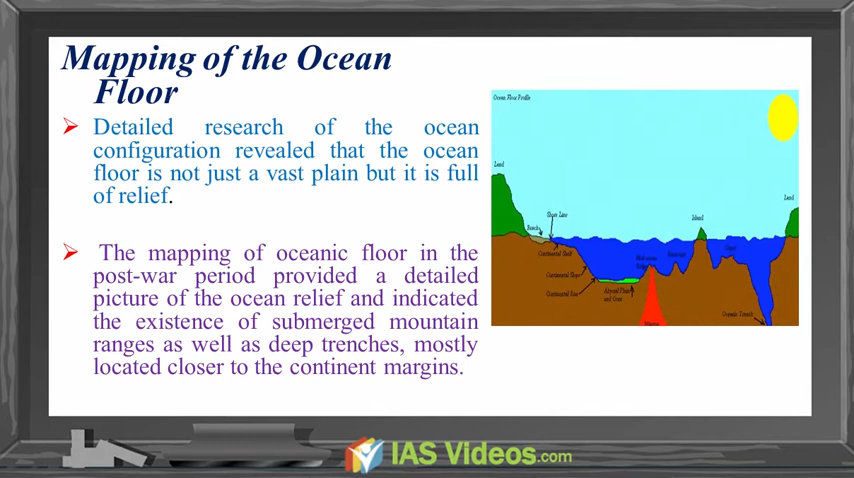 Mapping of the Ocean
Floor
Detailed research of the ocean
configuration revealed that the ocean
floor is not just a vast plain but it is full
of relief.
The mapping of oceanic floor in the
post-war period provided a detailed
picture of the ocean relief and indicated
the existence of submerged mountain
ranges as well as deep trenches, mostly
located closer to the continent margins.
Ocean Floor Profile
Land
Land
Shore Line
Island
Beach
Continental Shelf
Continental Slope
Continental Rise
Abyssal Plain
Oceanic Trench
IAS Videos.com